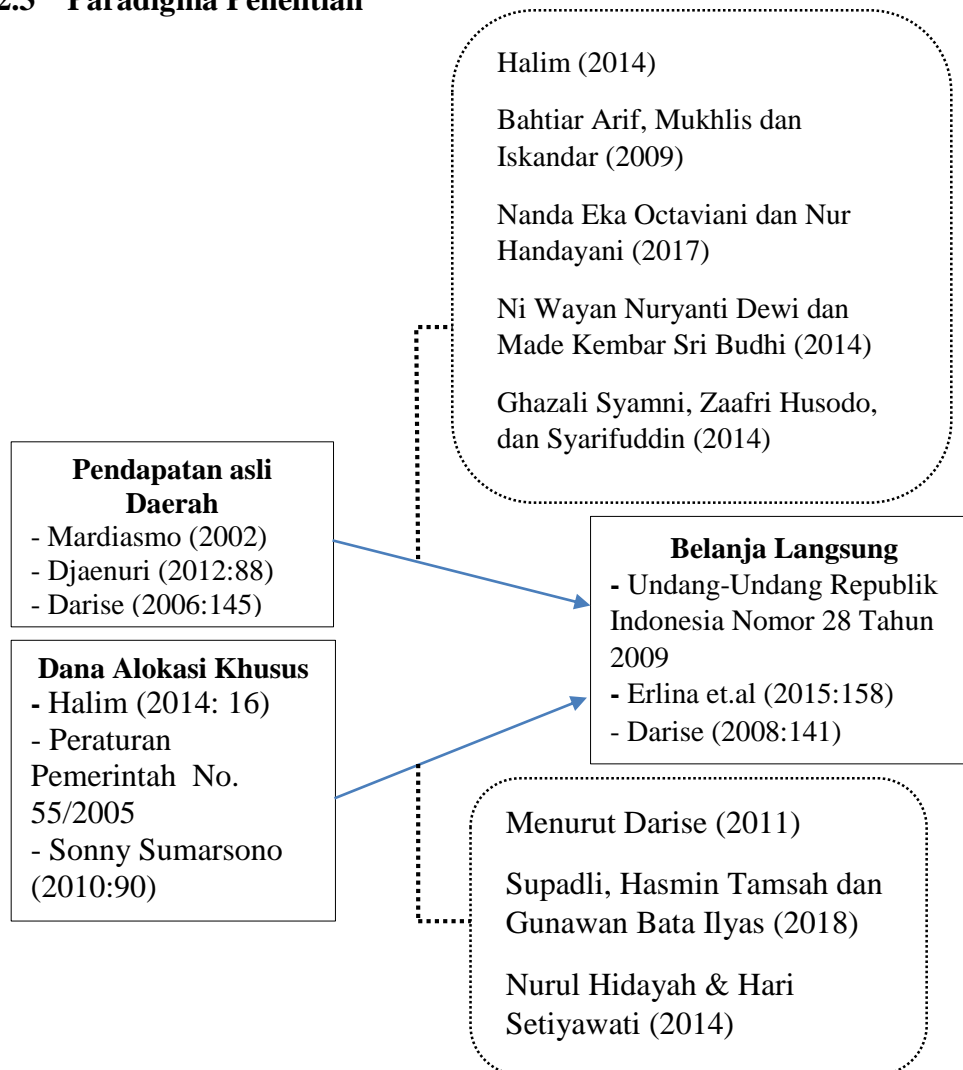 2.3 Paradigma Penelitian
Halim (2014)
Bahtiar Arif, Mukhlis dan
Iskandar (2009)
Nanda Eka Octaviani dan Nur
Handayani (2017)
Ni Wayan Nuryanti Dewi dan
Made Kembar Sri Budhi (2014)
Ghazali Syamni, Zaafri Husodo,
dan Syarifuddin (2014)
Pendapatan asli
Daerah
- Mardiasmo (2002)
- Djaenuri (2012:88)
- Darise (2006:145)
Belanja Langsung
- Undang-Undang Republik
Indonesia Nomor 28 Tahun
2009
- Erlina et.al (2015:158)
- Darise (2008:141)
Dana Alokasi Khusus
- Halim (2014: 16)
- Peraturan
Pemerintah No.
55/2005
- Sonny Sumarsono
(2010:90)
Menurut Darise (2011)
Supadli, Hasmin Tamsah dan
Gunawan Bata Ilyas (2018)
Nurul Hidayah & Hari
Setiyawati (2014)